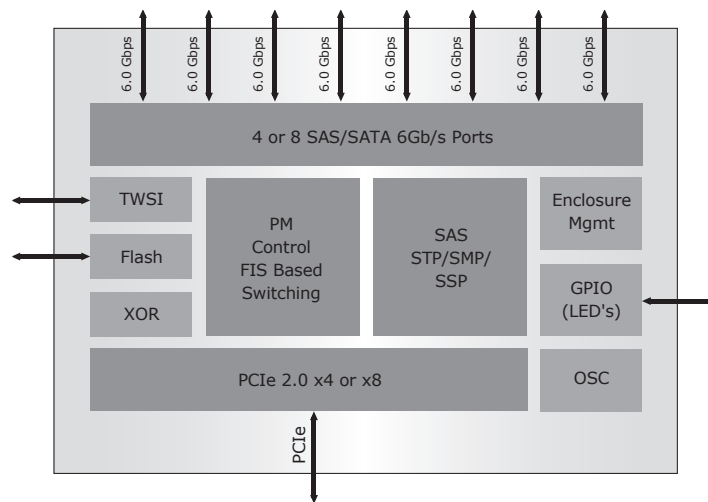 6.0 Gbps
6.0 Gbps
6.0 Gbps
6.0 Gbps
6.0 Gbps
6.0 Gbps
6.0 Gbps
6.0 Gbps
4 or 8 SAS/SATA 6Gb/s Ports
TWSI
Flash
XOR
PM
Control
FIS Based
Switching
SAS
STP/SMP/
SSP
Enclosure
Mgmt
GPIO
(LED's)
PCIe 2.0 x4 or x8
OSC
PCIe